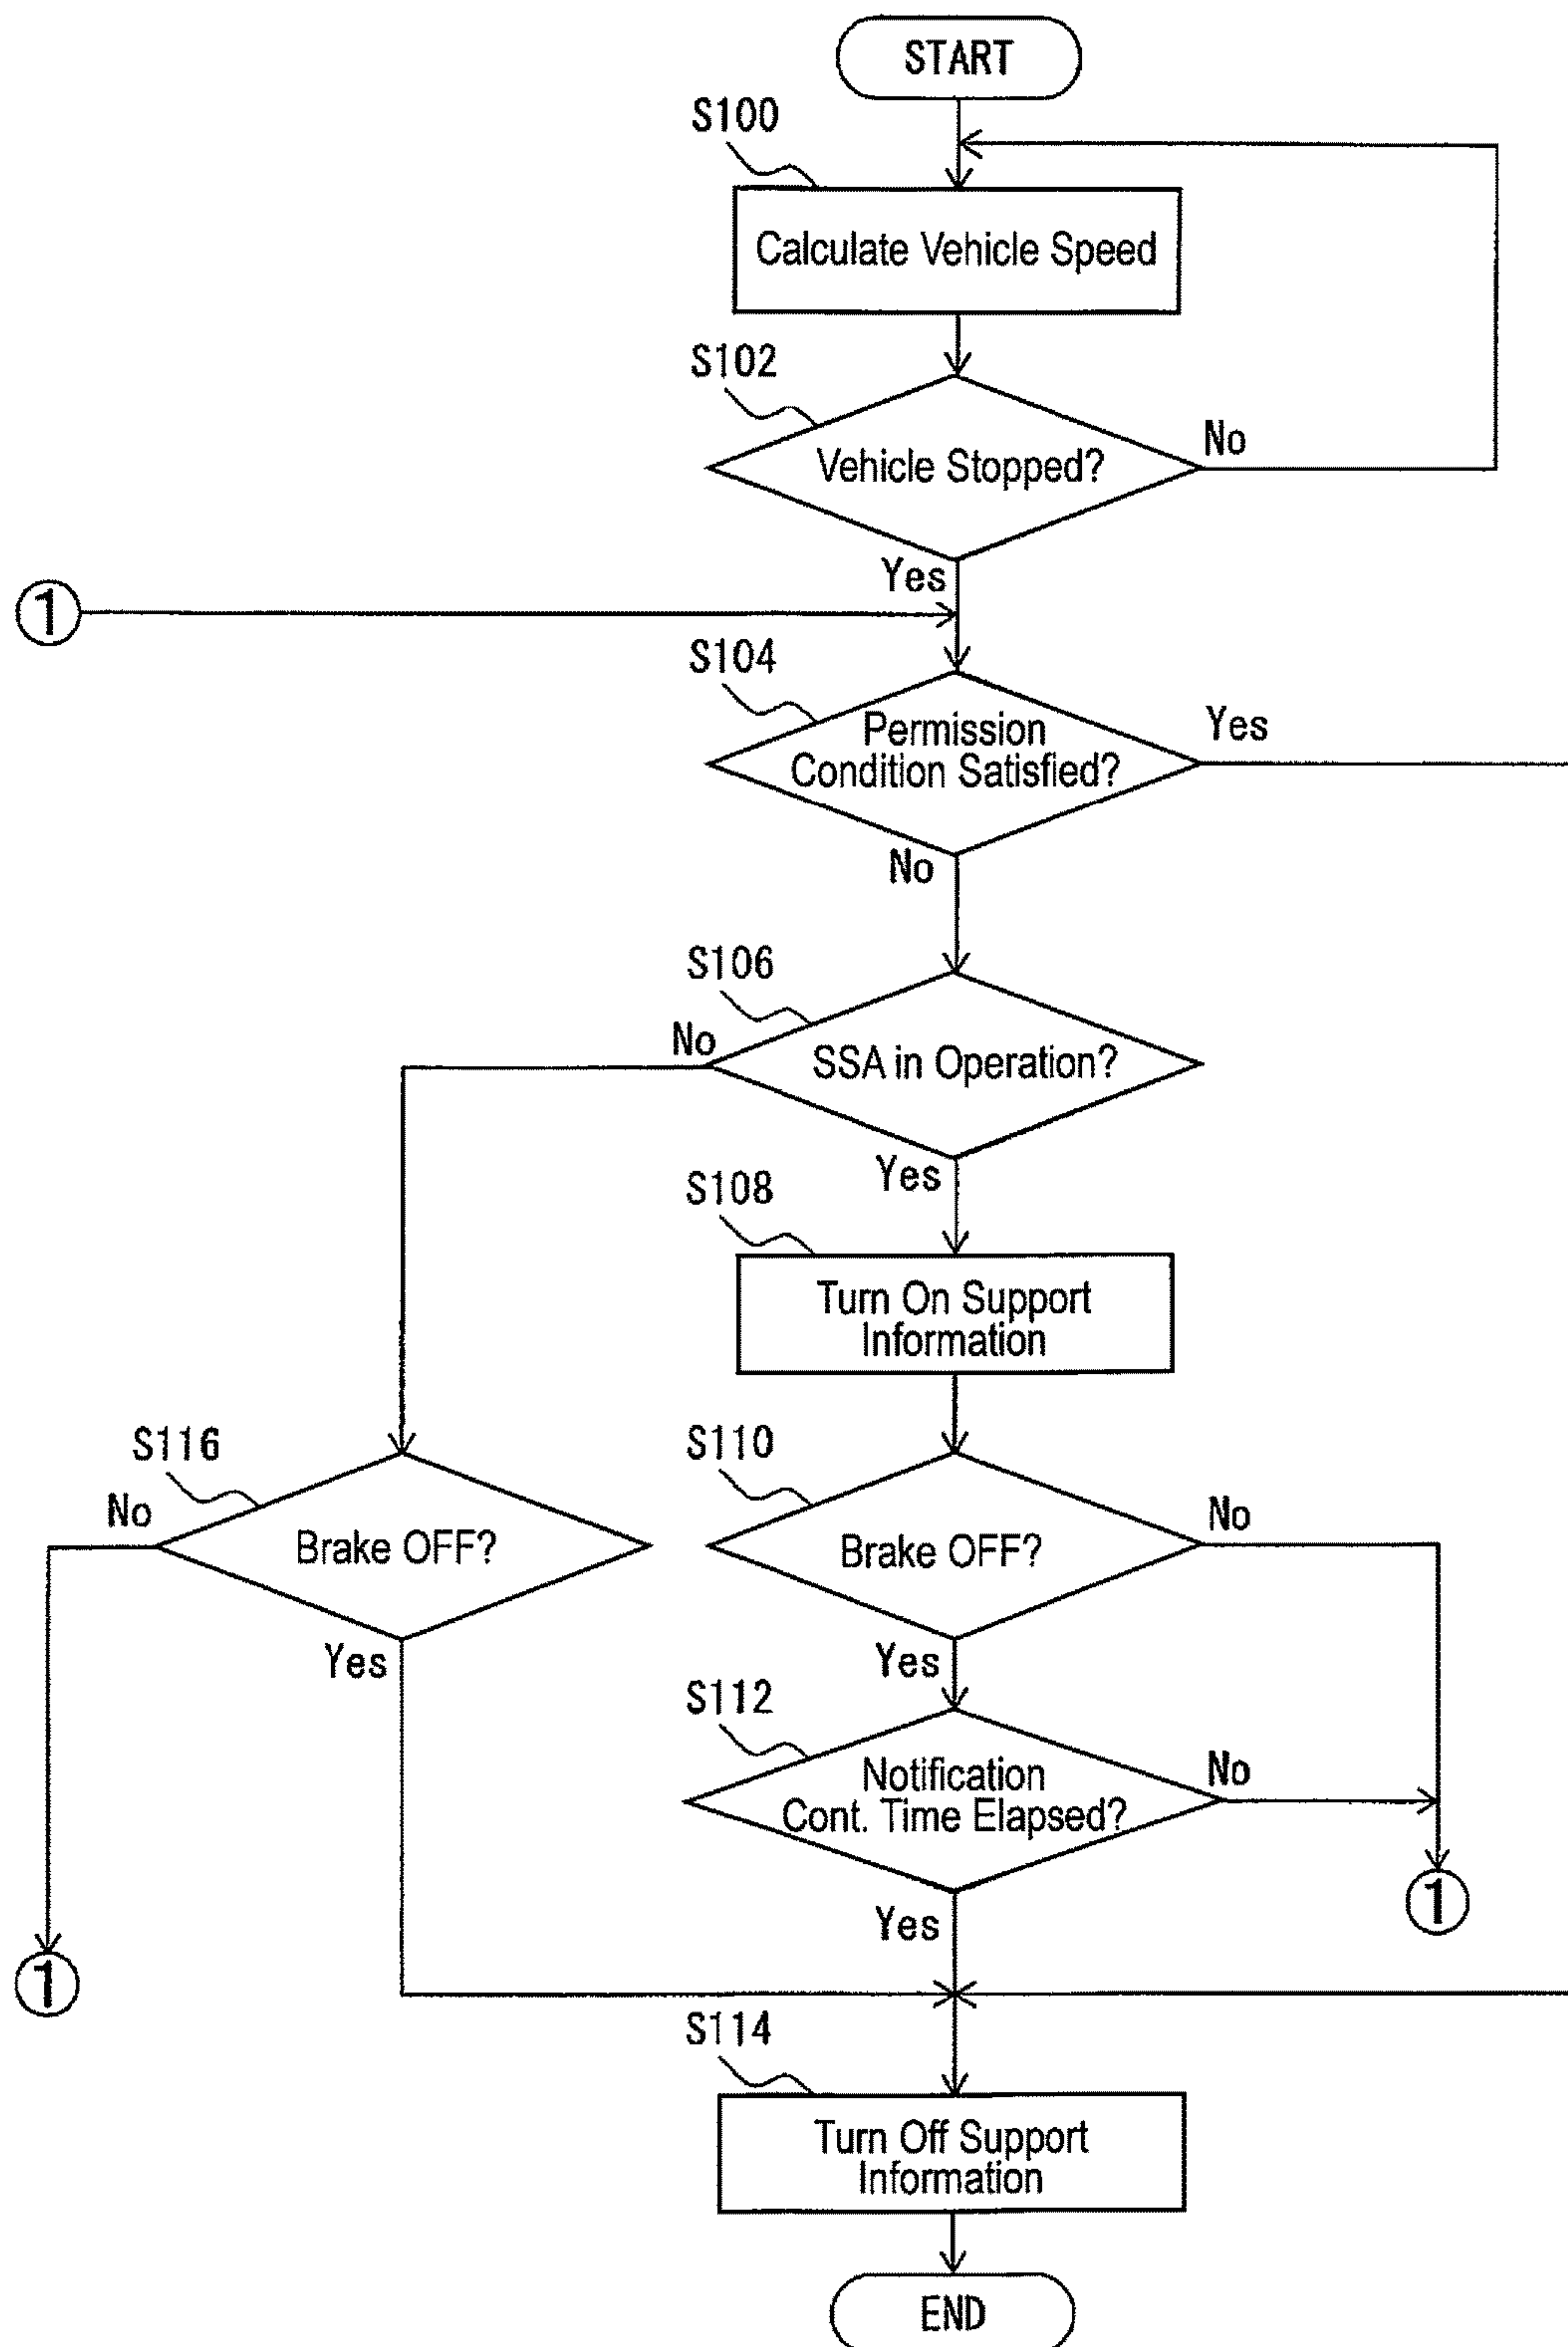 START
S100
Calculate Vehicle Speed
S102
Vehicle Stopped?
No
Yes
1
S104
Permission
Condition Satisfied?
Yes
No
S106
No
SSA in Operation?
Yes
S108
Turn On Support
Information
S116
No
Brake OFF?
Yes
S110
Brake OFF?
No
Yes
S112
Notification
Cont. Time Elapsed?
No
Yes
1
1
S114
Turn Off Support
Information
END